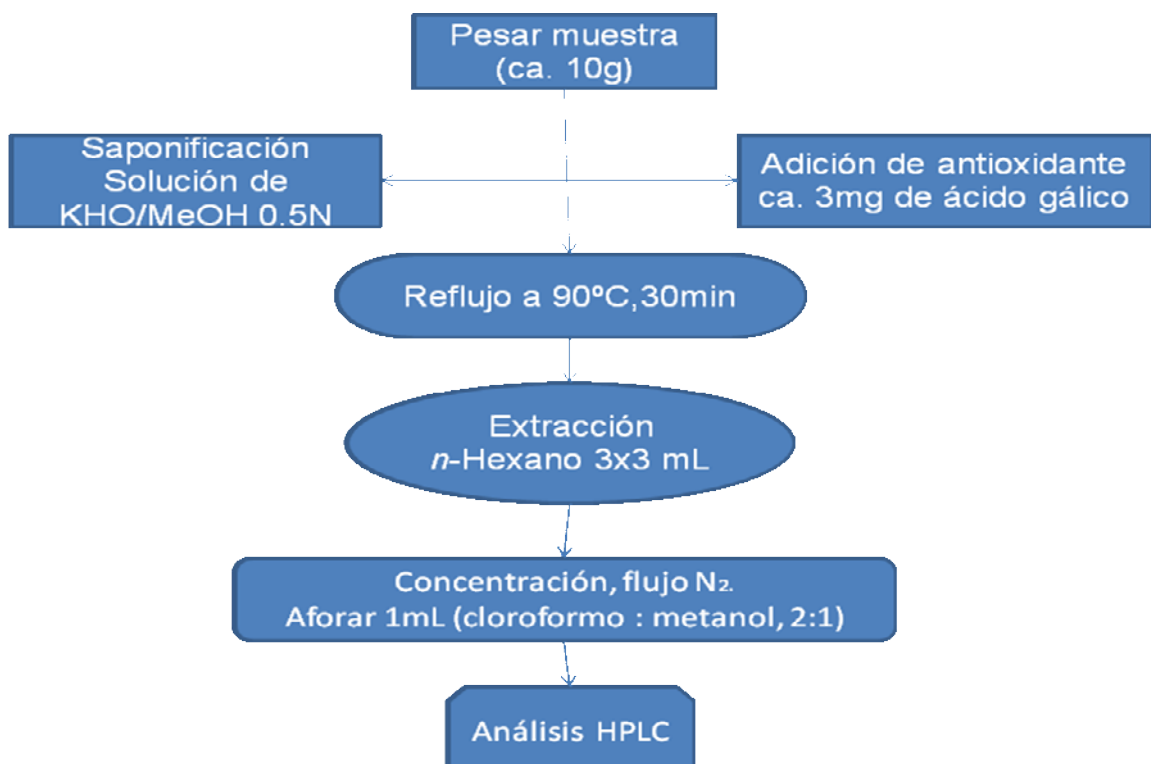 Pesar muestra
(ca. 10g)
Saponificación
Solución de
KHO/MeOH 0.5N
Adición de antioxidante
ca. 3mg de ácido gálico
Reflujo a 90ºC,30min
Extracción
n-Hexano 3x3 mL
Concentración, flujo N₂.
Aforar 1mL (cloroformo : metanol, 2:1)
Análisis HPLC